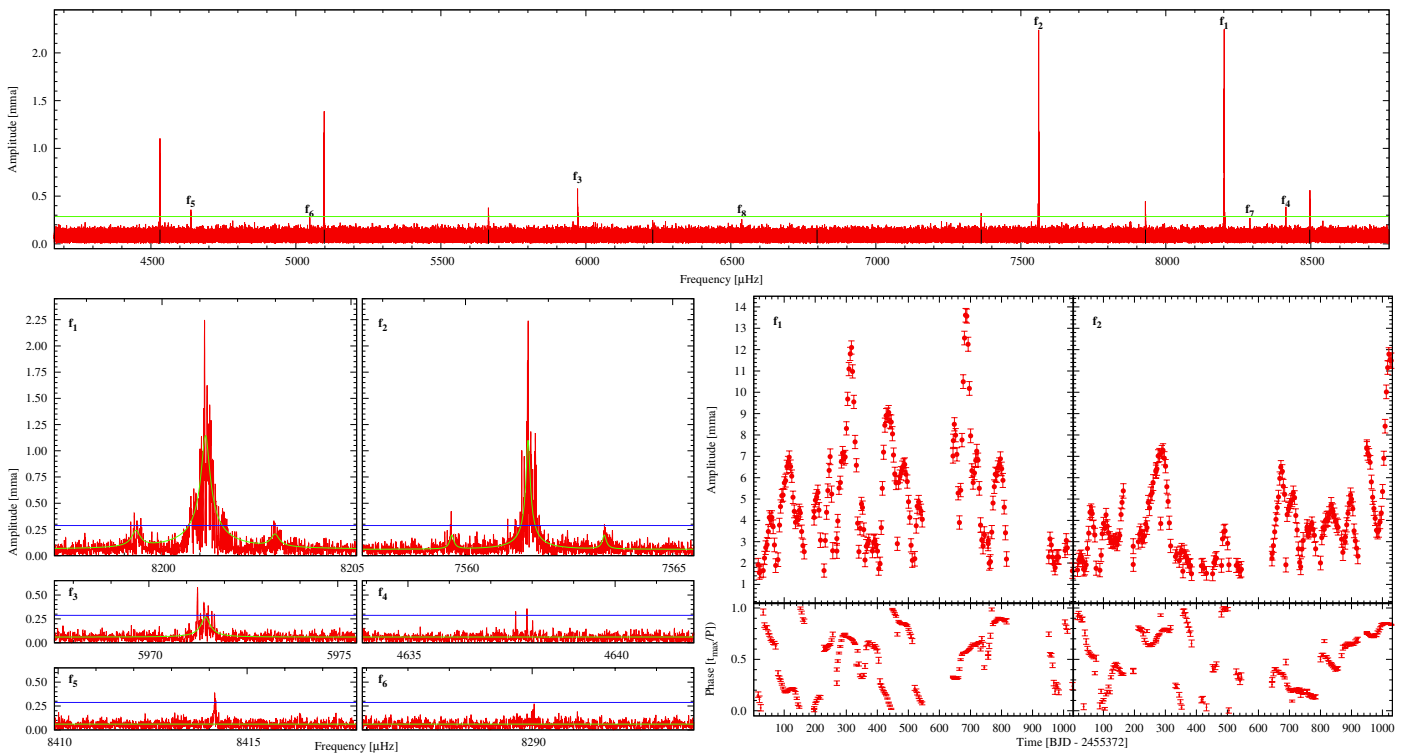 Amplitude [mma]
2.0
1.5
1.0
0.5
0.0
f5
f6
f3
f8
f2
f1
f7
f4
4500 5000 5500 6000 6500 7000 7500 8000 8500
Frequency [μHz]
Amplitude [mma]
2.25
2.00
1.75
1.50
1.25
1.00
0.75
0.50
0.25
0.00
f1
8200 8205
f2
7560 7565
0.50
0.25
0.00
f3
5970 5975
f4
4635 4640
0.50
0.25
0.00
f5
8410 8415
f6
8290
Frequency [μHz]
Amplitude [mma]
14
13
12
11
10
9
8
7
6
5
4
3
2
1
f1
f2
Phase [tmax/P])
1.0
0.5
0.0
100 200 300 400 500 600 700 800 900 1000
100 200 300 400 500 600 700 800 900 1000
Time [BJD - 2455372]